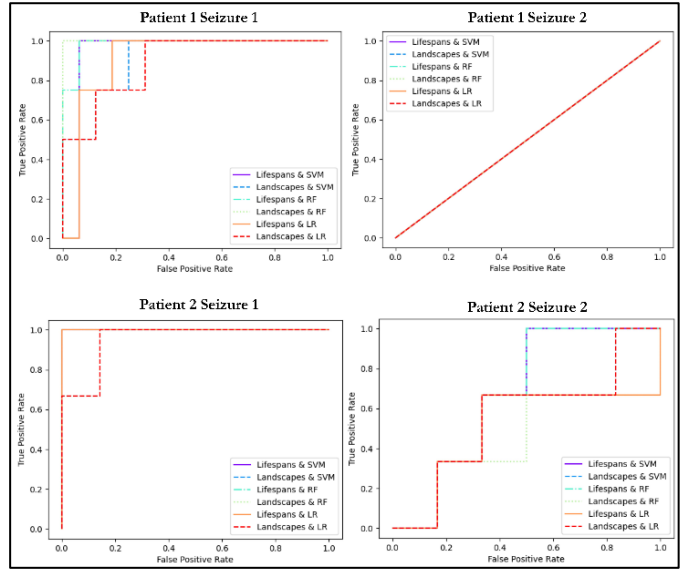 Patient 1 Seizure 1
1.0
0.8
0.6
0.4
0.2
0.0
True Positive Rate
Lifespans & SVM
Landscapes & SVM
Lifespans & RF
Landscapes & RF
Lifespans & LR
Landscapes & LR
0.0 0.2 0.4 0.6 0.8 1.0
False Positive Rate
Patient 1 Seizure 2
1.0
0.8
0.6
0.4
0.2
0.0
True Positive Rate
Lifespans & SVM
Landscapes & SVM
Lifespans & RF
Landscapes & RF
Lifespans & LR
Landscapes & LR
0.0 0.2 0.4 0.6 0.8 1.0
False Positive Rate
Patient 2 Seizure 1
1.0
0.8
0.6
0.4
0.2
0.0
True Positive Rate
Lifespans & SVM
Landscapes & SVM
Lifespans & RF
Landscapes & RF
Lifespans & LR
Landscapes & LR
0.0 0.2 0.4 0.6 0.8 1.0
False Positive Rate
Patient 2 Seizure 2
1.0
0.8
0.6
0.4
0.2
0.0
True Positive Rate
Lifespans & SVM
Landscapes & SVM
Lifespans & RF
Landscapes & RF
Lifespans & LR
Landscapes & LR
0.0 0.2 0.4 0.6 0.8 1.0
False Positive Rate